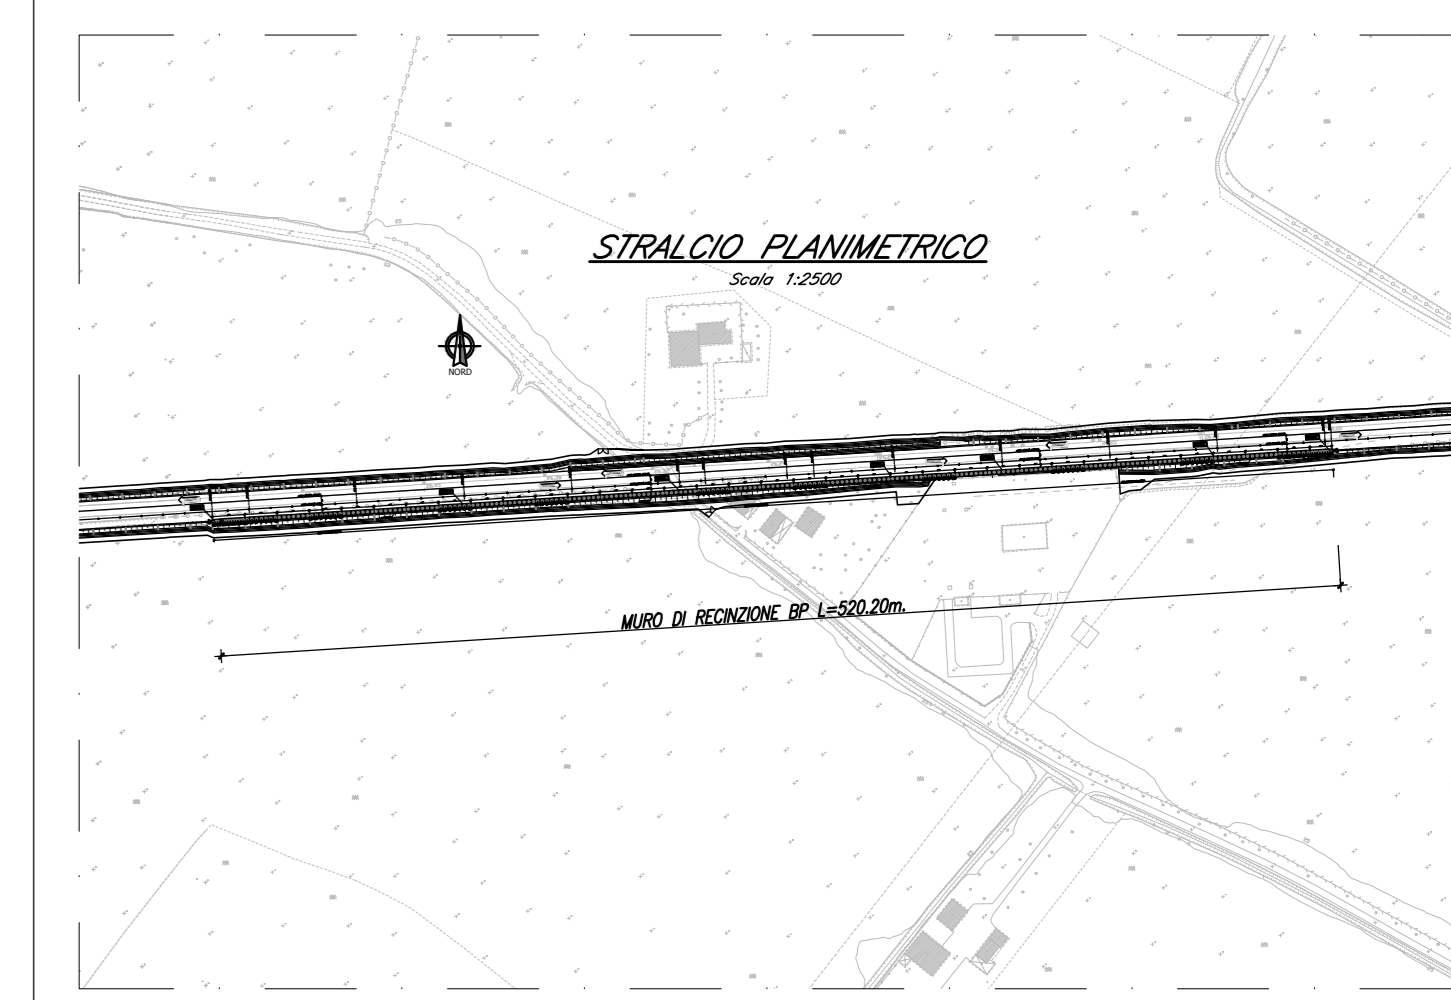 STRALCIO PLANIMETRICO
Scala 1:2500
NORD
MURO DI RECINZIONE BP L=520.20m.